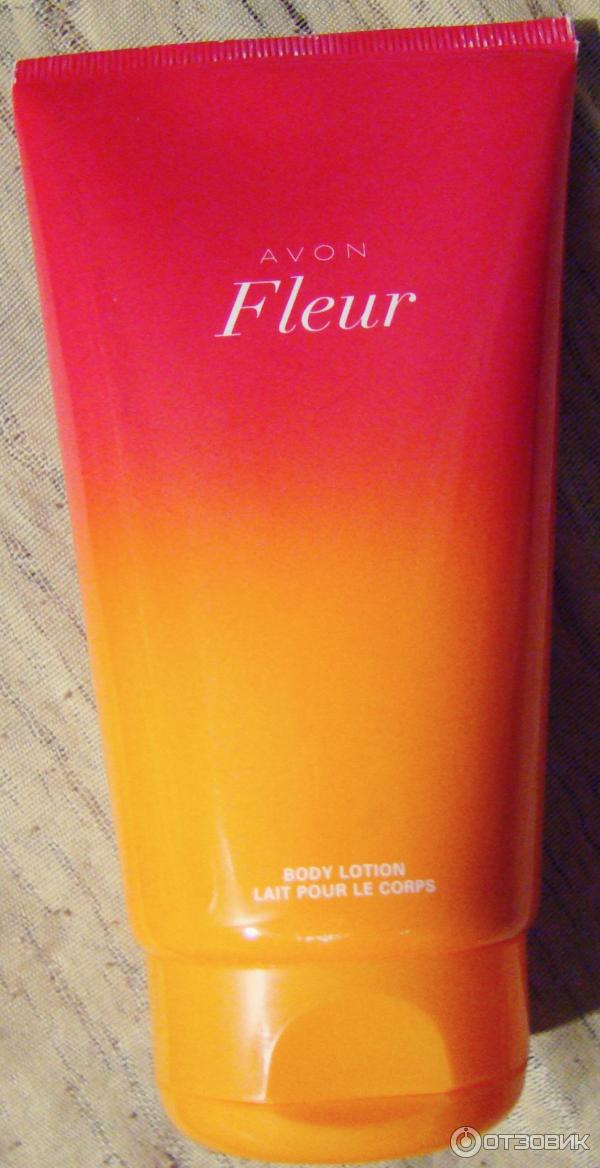 AVON
Fleur
BODY LOTION
LAIT POUR LE CORPS
ОТЗОВИК